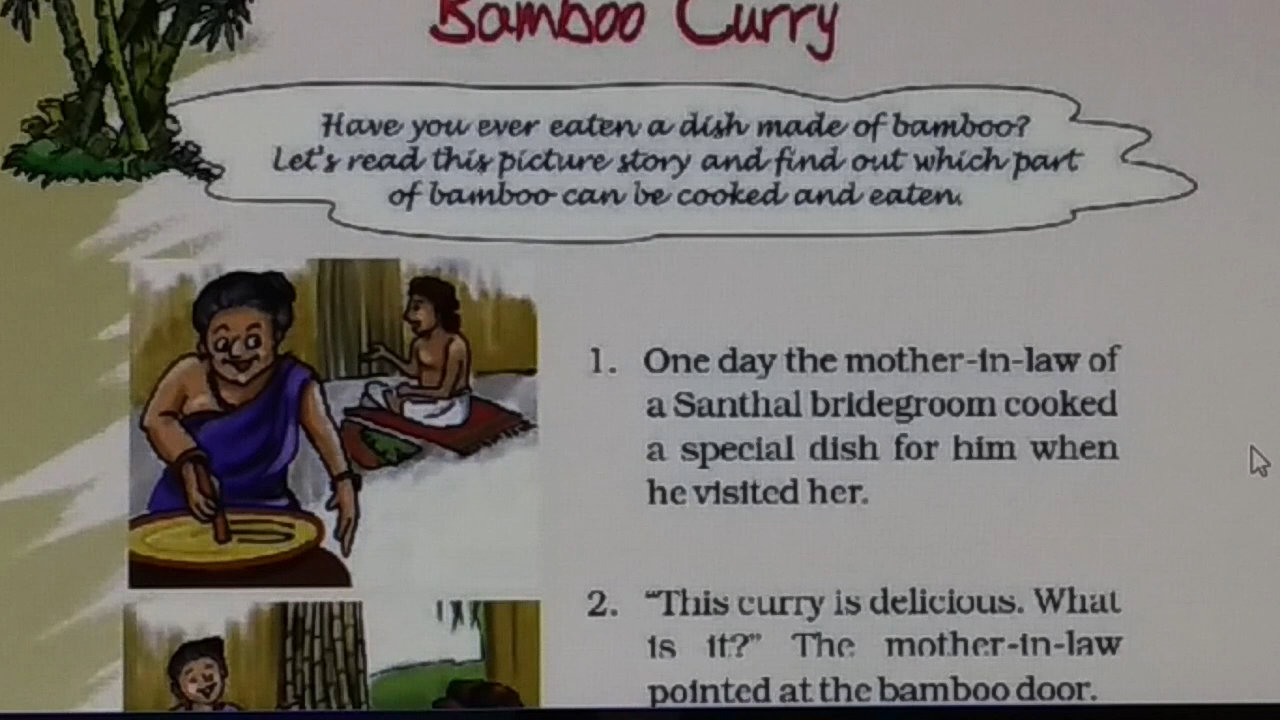 Bamboo Curry
Have you ever eaten a dish made of bamboo?
Let's read this picture story and find out which part
of bamboo can be cooked and eaten.
1. One day the mother-in-law of
a Santhal bridegroom cooked
a special dish for him when
he visited her.
2. "This curry is delicious. What
is it?" The mother-in-law
pointed at the bamboo door.